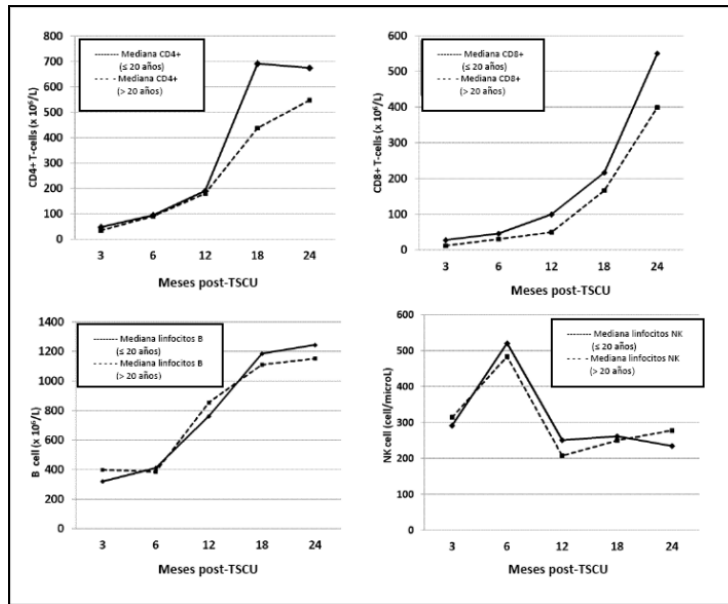 800
700
600
500
400
300
200
100
0
CD4+ T-cells (x 10⁶/L)
Mediana CD4+
(≤ 20 años)
Mediana CD4+
(> 20 años)
3 6 12 18 24
Meses post-TSCU
600
500
400
300
200
100
0
CD8+ T-cells (x 10⁶/L)
Mediana CD8+
(≤ 20 años)
Mediana CD8+
(> 20 años)
3 6 12 18 24
Meses post-TSCU
1400
1200
1000
800
600
400
200
0
B cell (x 10⁶/L)
Mediana linfocitos B
(≤ 20 años)
Mediana linfocitos B
(> 20 años)
3 6 12 18 24
Meses post-TSCU
600
500
400
300
200
100
0
NK cell (cell/microL)
Mediana linfocitos NK
(≤ 20 años)
Mediana linfocitos NK
(> 20 años)
3 6 12 18 24
Meses post-TSCU